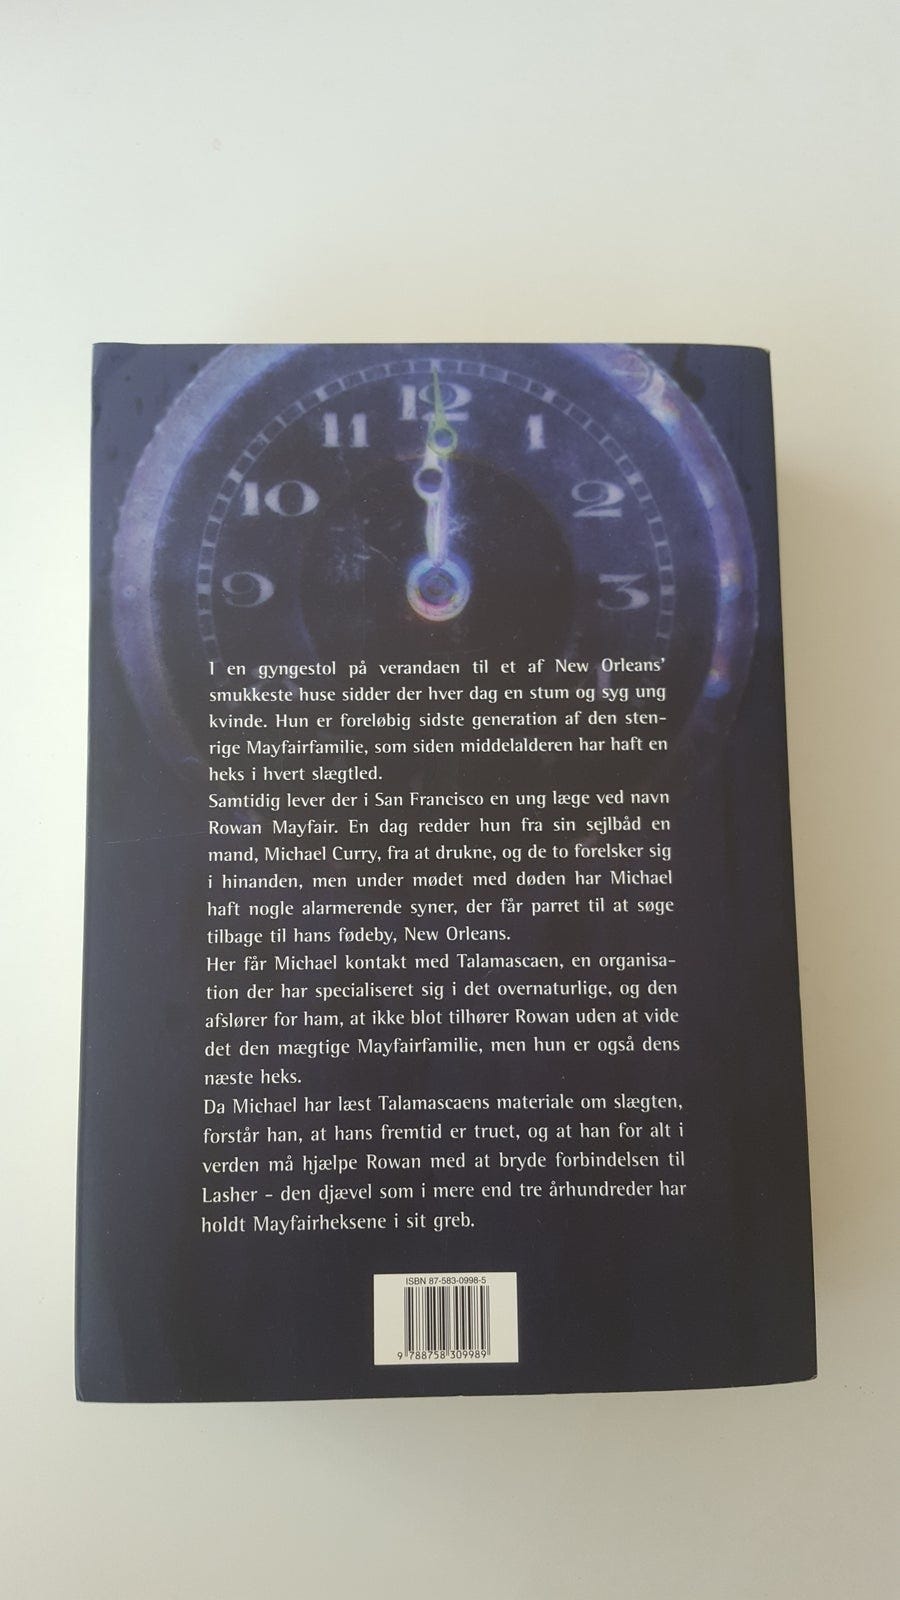 12
11
1
10
2
9
3
I en gyngestol på verandaen til et af New Orleans'
smukkeste huse sidder der hver dag en stum og syg ung
kvinde. Hun er foreløbig sidste generation af den sten-
rige Mayfairfamilie, som siden middelalderen har haft en
heks i hvert slægtled.
Samtidig lever der i San Francisco en ung læge ved navn
Rowan Mayfair. En dag redder hun fra sin sejlbåd en
mand, Michael Curry, fra at drukne, og de to forelsker sig
i hinanden, men under mødet med døden har Michael
haft nogle alarmerende syner, der får parret til at søge
tilbage til hans fødeby, New Orleans.
Her får Michael kontakt med Talamascaen, en organisa-
tion der har specialiseret sig i det overnaturlige, og den
afslører for ham, at ikke blot tilhører Rowan uden at vide
det den mægtige Mayfairfamilie, men hun er også dens
næste heks.
Da Michael har læst Talamascaens materiale om slægten,
forstår han, at hans fremtid er truet, og at han for alt i
verden må hjælpe Rowan med at bryde forbindelsen til
Lasher - den djævel som i mere end tre århundreder har
holdt Mayfairheksene i sit greb.
ISBN 87-583-0998-5
9 788758 309989